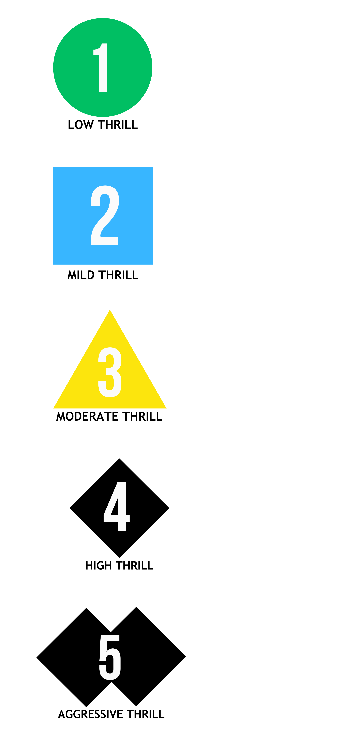 1
LOW THRILL
2
MILD THRILL
3
MODERATE THRILL
4
HIGH THRILL
5
AGGRESSIVE THRILL